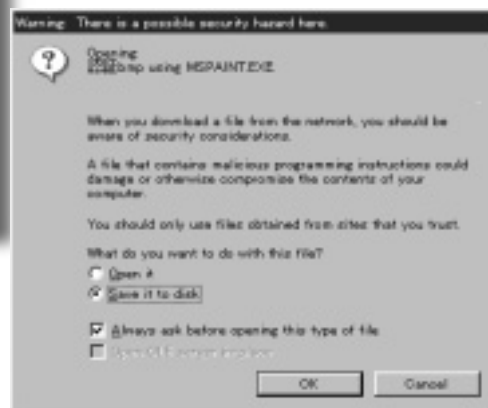 Warning: There is a possible security hazard here.
Opening
.bmp using MSPAINT.EXE.
When you download a file from the network, you should be
aware of security considerations.
A file that contains malicious programming instructions could
damage or otherwise compromise the contents of your
computer.
You should only use files obtained from sites that you trust.
What do you want to do with this file?
Open it
Save it to disk
Always ask before opening this type of file
OK
Cancel